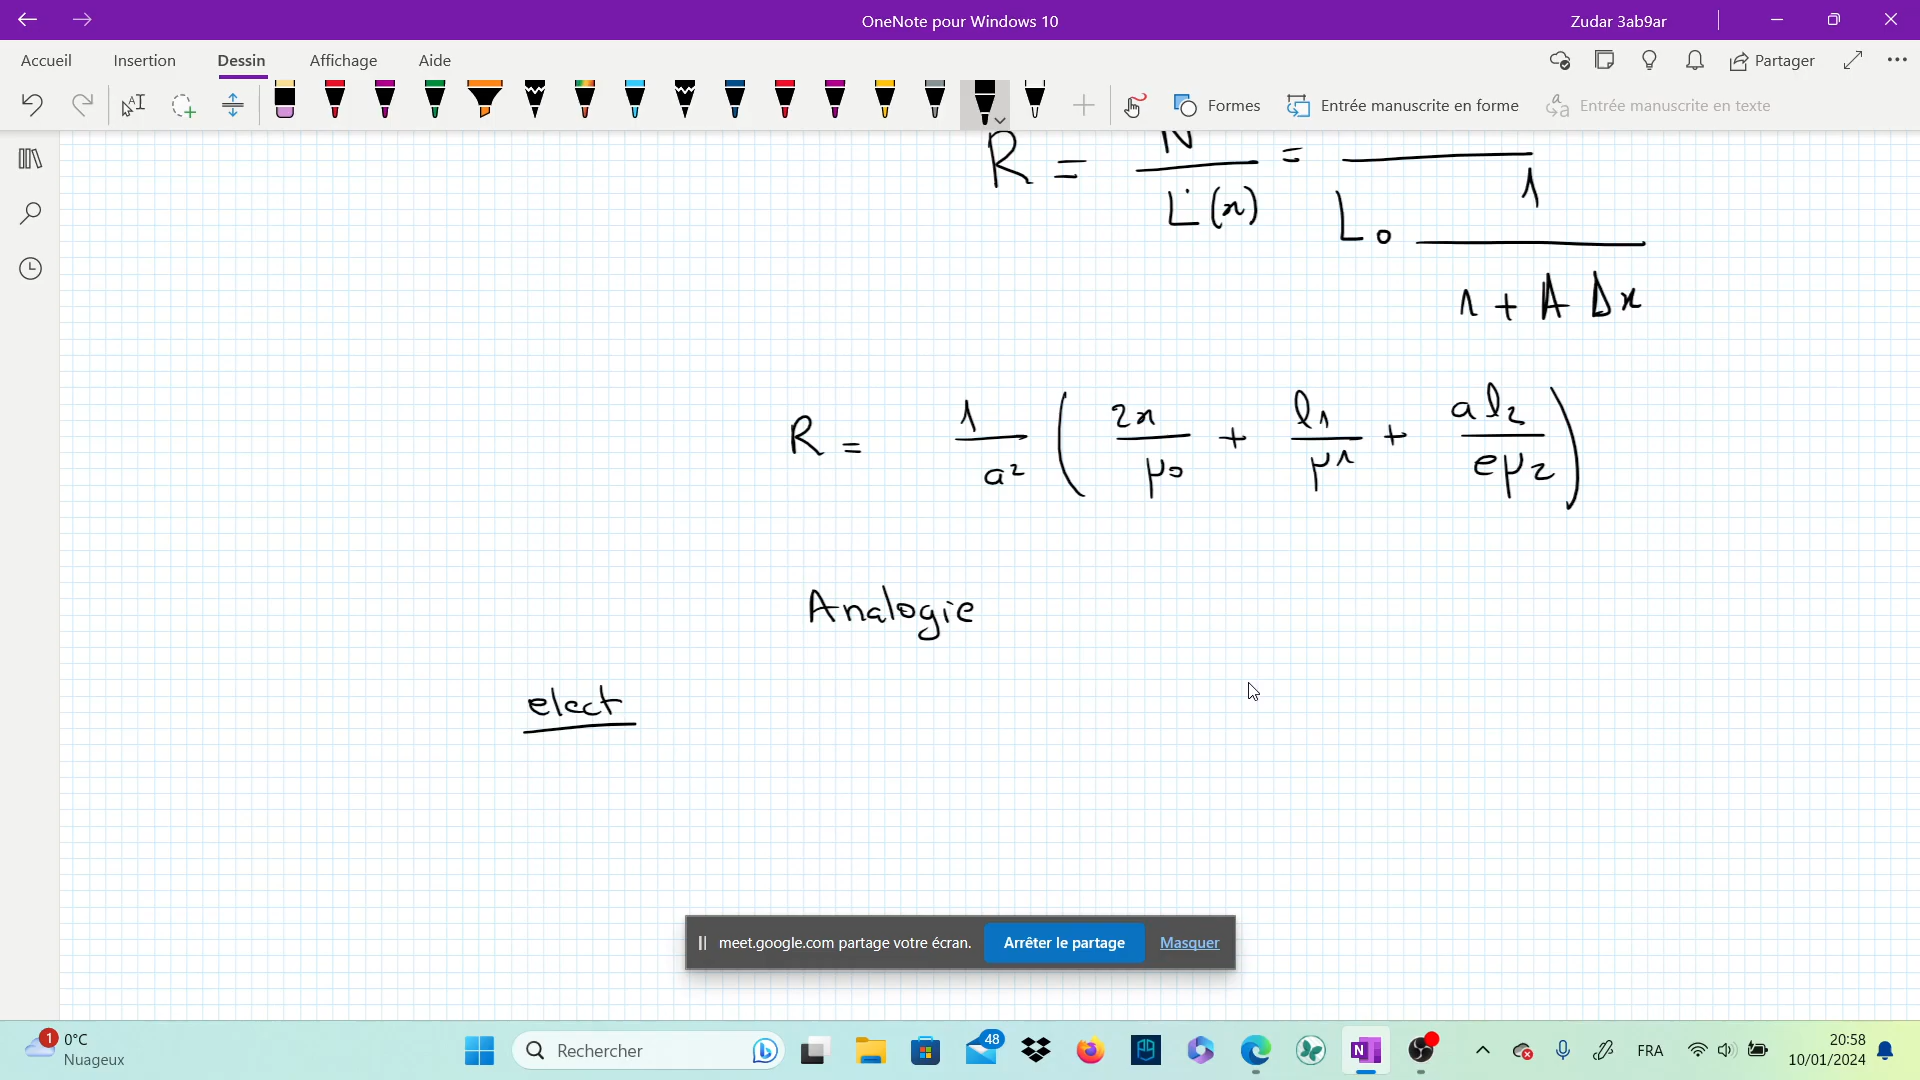 OneNote pour Windows 10
Zudar 3ab9ar
Accueil Insertion Dessin Affichage Aide
Partager
Formes Entrée manuscrite en forme Entrée manuscrite en texte
R = N / L(x) = 1 / L0
1 + A Δx
R = 1/a² ( 2x/μ0 + l1/μ1 + al2/eμ2 )
Analogie
elect
meet.google.com partage votre écran. Arrêter le partage Masquer
1 0°C
Nuageux
Rechercher
48
N
FRA
20:58
10/01/2024